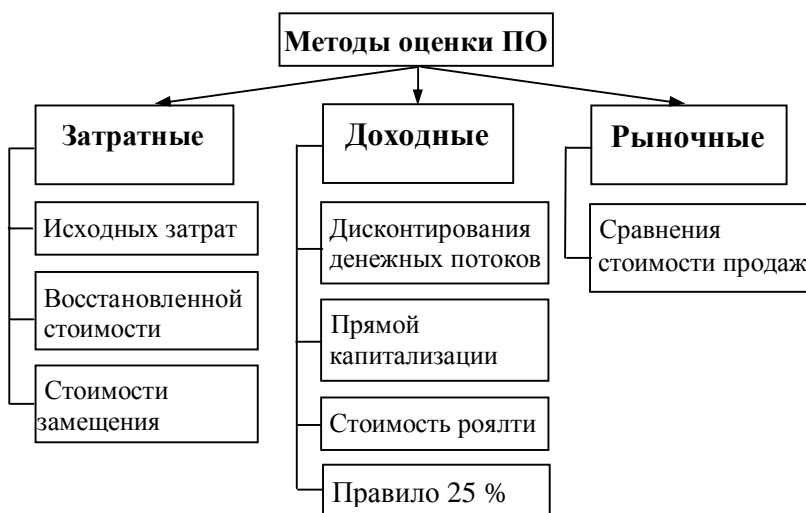 Методы оценки ПО
Затратные
Исходных затрат
Восстановленной
стоимости
Стоимости
замещения
Доходные
Дисконтирования
денежных потоков
Прямой
капитализации
Стоимость роялти
Правило 25 %
Рыночные
Сравнения
стоимости продаж